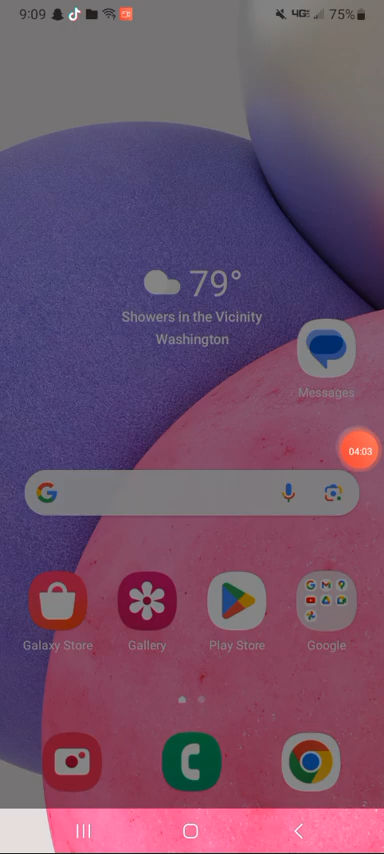 9:09
4G 75%
79°
Showers in the Vicinity
Washington
Messages
04:03
Galaxy Store
Gallery
Play Store
Google